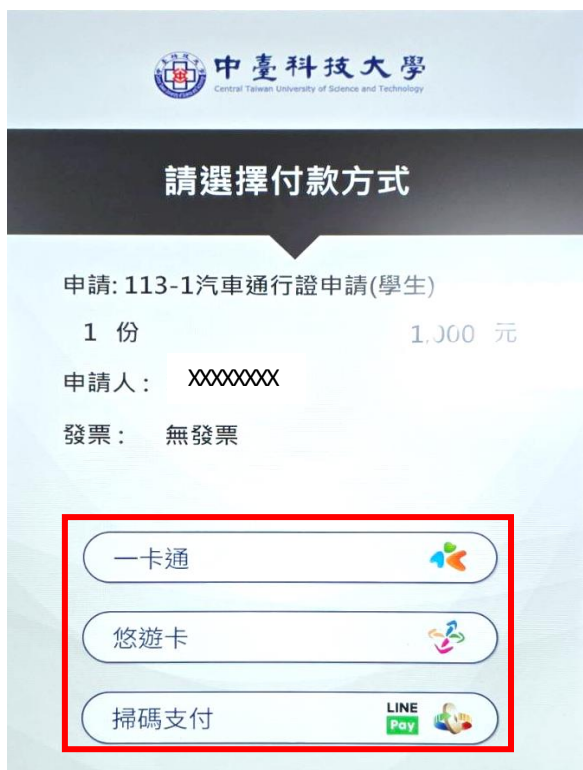 中臺科技大學
Central Taiwan University of Science and Technology
請選擇付款方式
申請: 113-1汽車通行證申請(學生)
1 份 1,000 元
申請人： XXXXXXXX
發票： 無發票
一卡通
悠遊卡
掃碼支付 LINE Pay